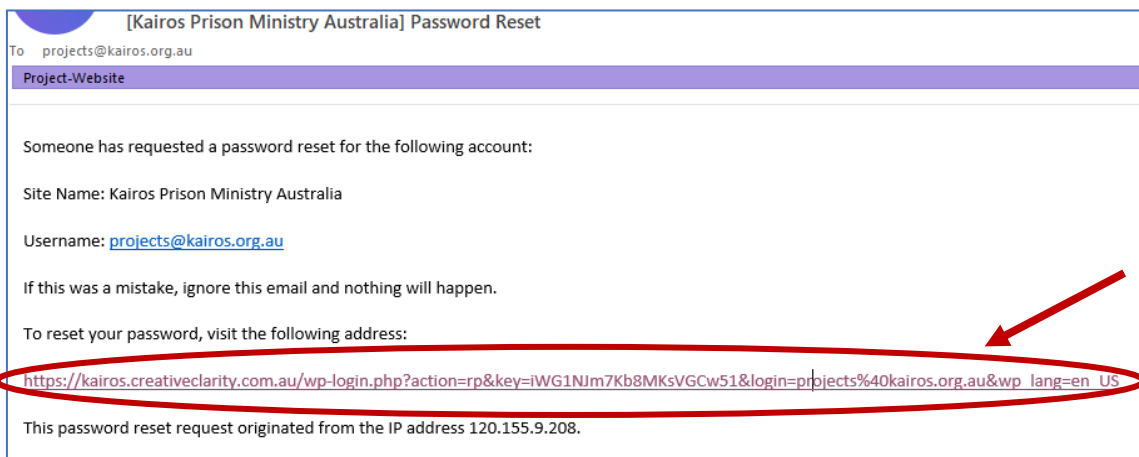 [Kairos Prison Ministry Australia] Password Reset
To projects@kairos.org.au
Project-Website
Someone has requested a password reset for the following account:
Site Name: Kairos Prison Ministry Australia
Username: projects@kairos.org.au
If this was a mistake, ignore this email and nothing will happen.
To reset your password, visit the following address:
https://kairos.creativeclarity.com.au/wp-login.php?action=rp&key=iWG1NJm7Kb8MKsVGCw51&login=projects%40kairos.org.au&wp_lang=en_US
This password reset request originated from the IP address 120.155.9.208.